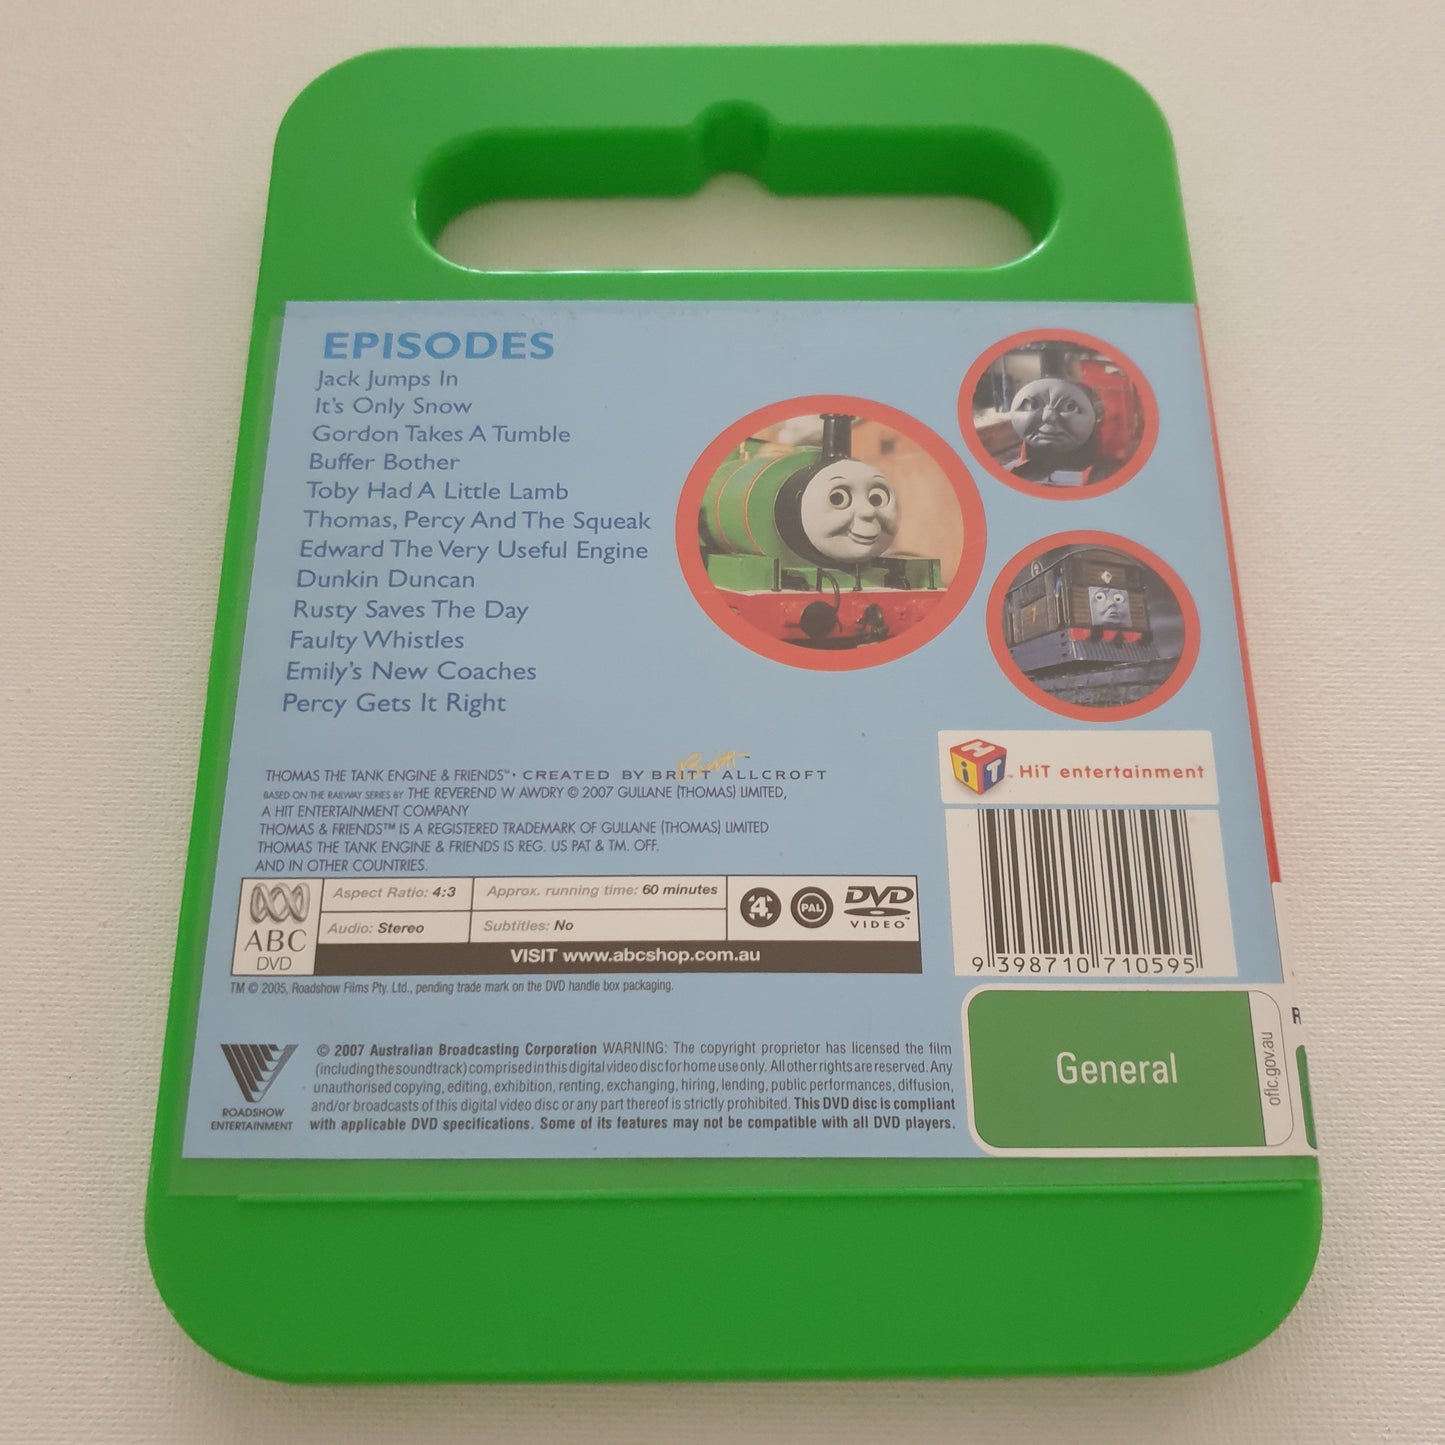 EPISODES
Jack Jumps In
It's Only Snow
Gordon Takes A Tumble
Buffer Bother
Toby Had A Little Lamb
Thomas, Percy And The Squeak
Edward The Very Useful Engine
Dunkin Duncan
Rusty Saves The Day
Faulty Whistles
Emily's New Coaches
Percy Gets It Right
Britt™
THOMAS THE TANK ENGINE & FRIENDS™ • CREATED BY BRITT ALLCROFT
BASED ON THE RAILWAY SERIES BY THE REVEREND W AWDRY © 2007 GULLANE (THOMAS) LIMITED,
A HIT ENTERTAINMENT COMPANY
THOMAS & FRIENDS™ IS A REGISTERED TRADEMARK OF GULLANE (THOMAS) LIMITED
THOMAS THE TANK ENGINE & FRIENDS IS REG. US PAT & TM. OFF.
AND IN OTHER COUNTRIES.
HiT™ HiT entertainment
ABC
DVD
Aspect Ratio: 4:3
Approx. running time: 60 minutes
Audio: Stereo
Subtitles: No
4
PAL
DVD
VIDEO™
VISIT www.abcshop.com.au
9 398710 710595
TM © 2005, Roadshow Films Pty. Ltd., pending trade mark on the DVD handle box packaging.
ROADSHOW
ENTERTAINMENT
© 2007 Australian Broadcasting Corporation WARNING: The copyright proprietor has licensed the film
(including the soundtrack) comprised in this digital video disc for home use only. All other rights are reserved. Any
unauthorised copying, editing, exhibition, renting, exchanging, hiring, lending, public performances, diffusion,
and/or broadcasts of this digital video disc or any part thereof is strictly prohibited. This DVD disc is compliant
with applicable DVD specifications. Some of its features may not be compatible with all DVD players.
General
oflc.gov.au
R